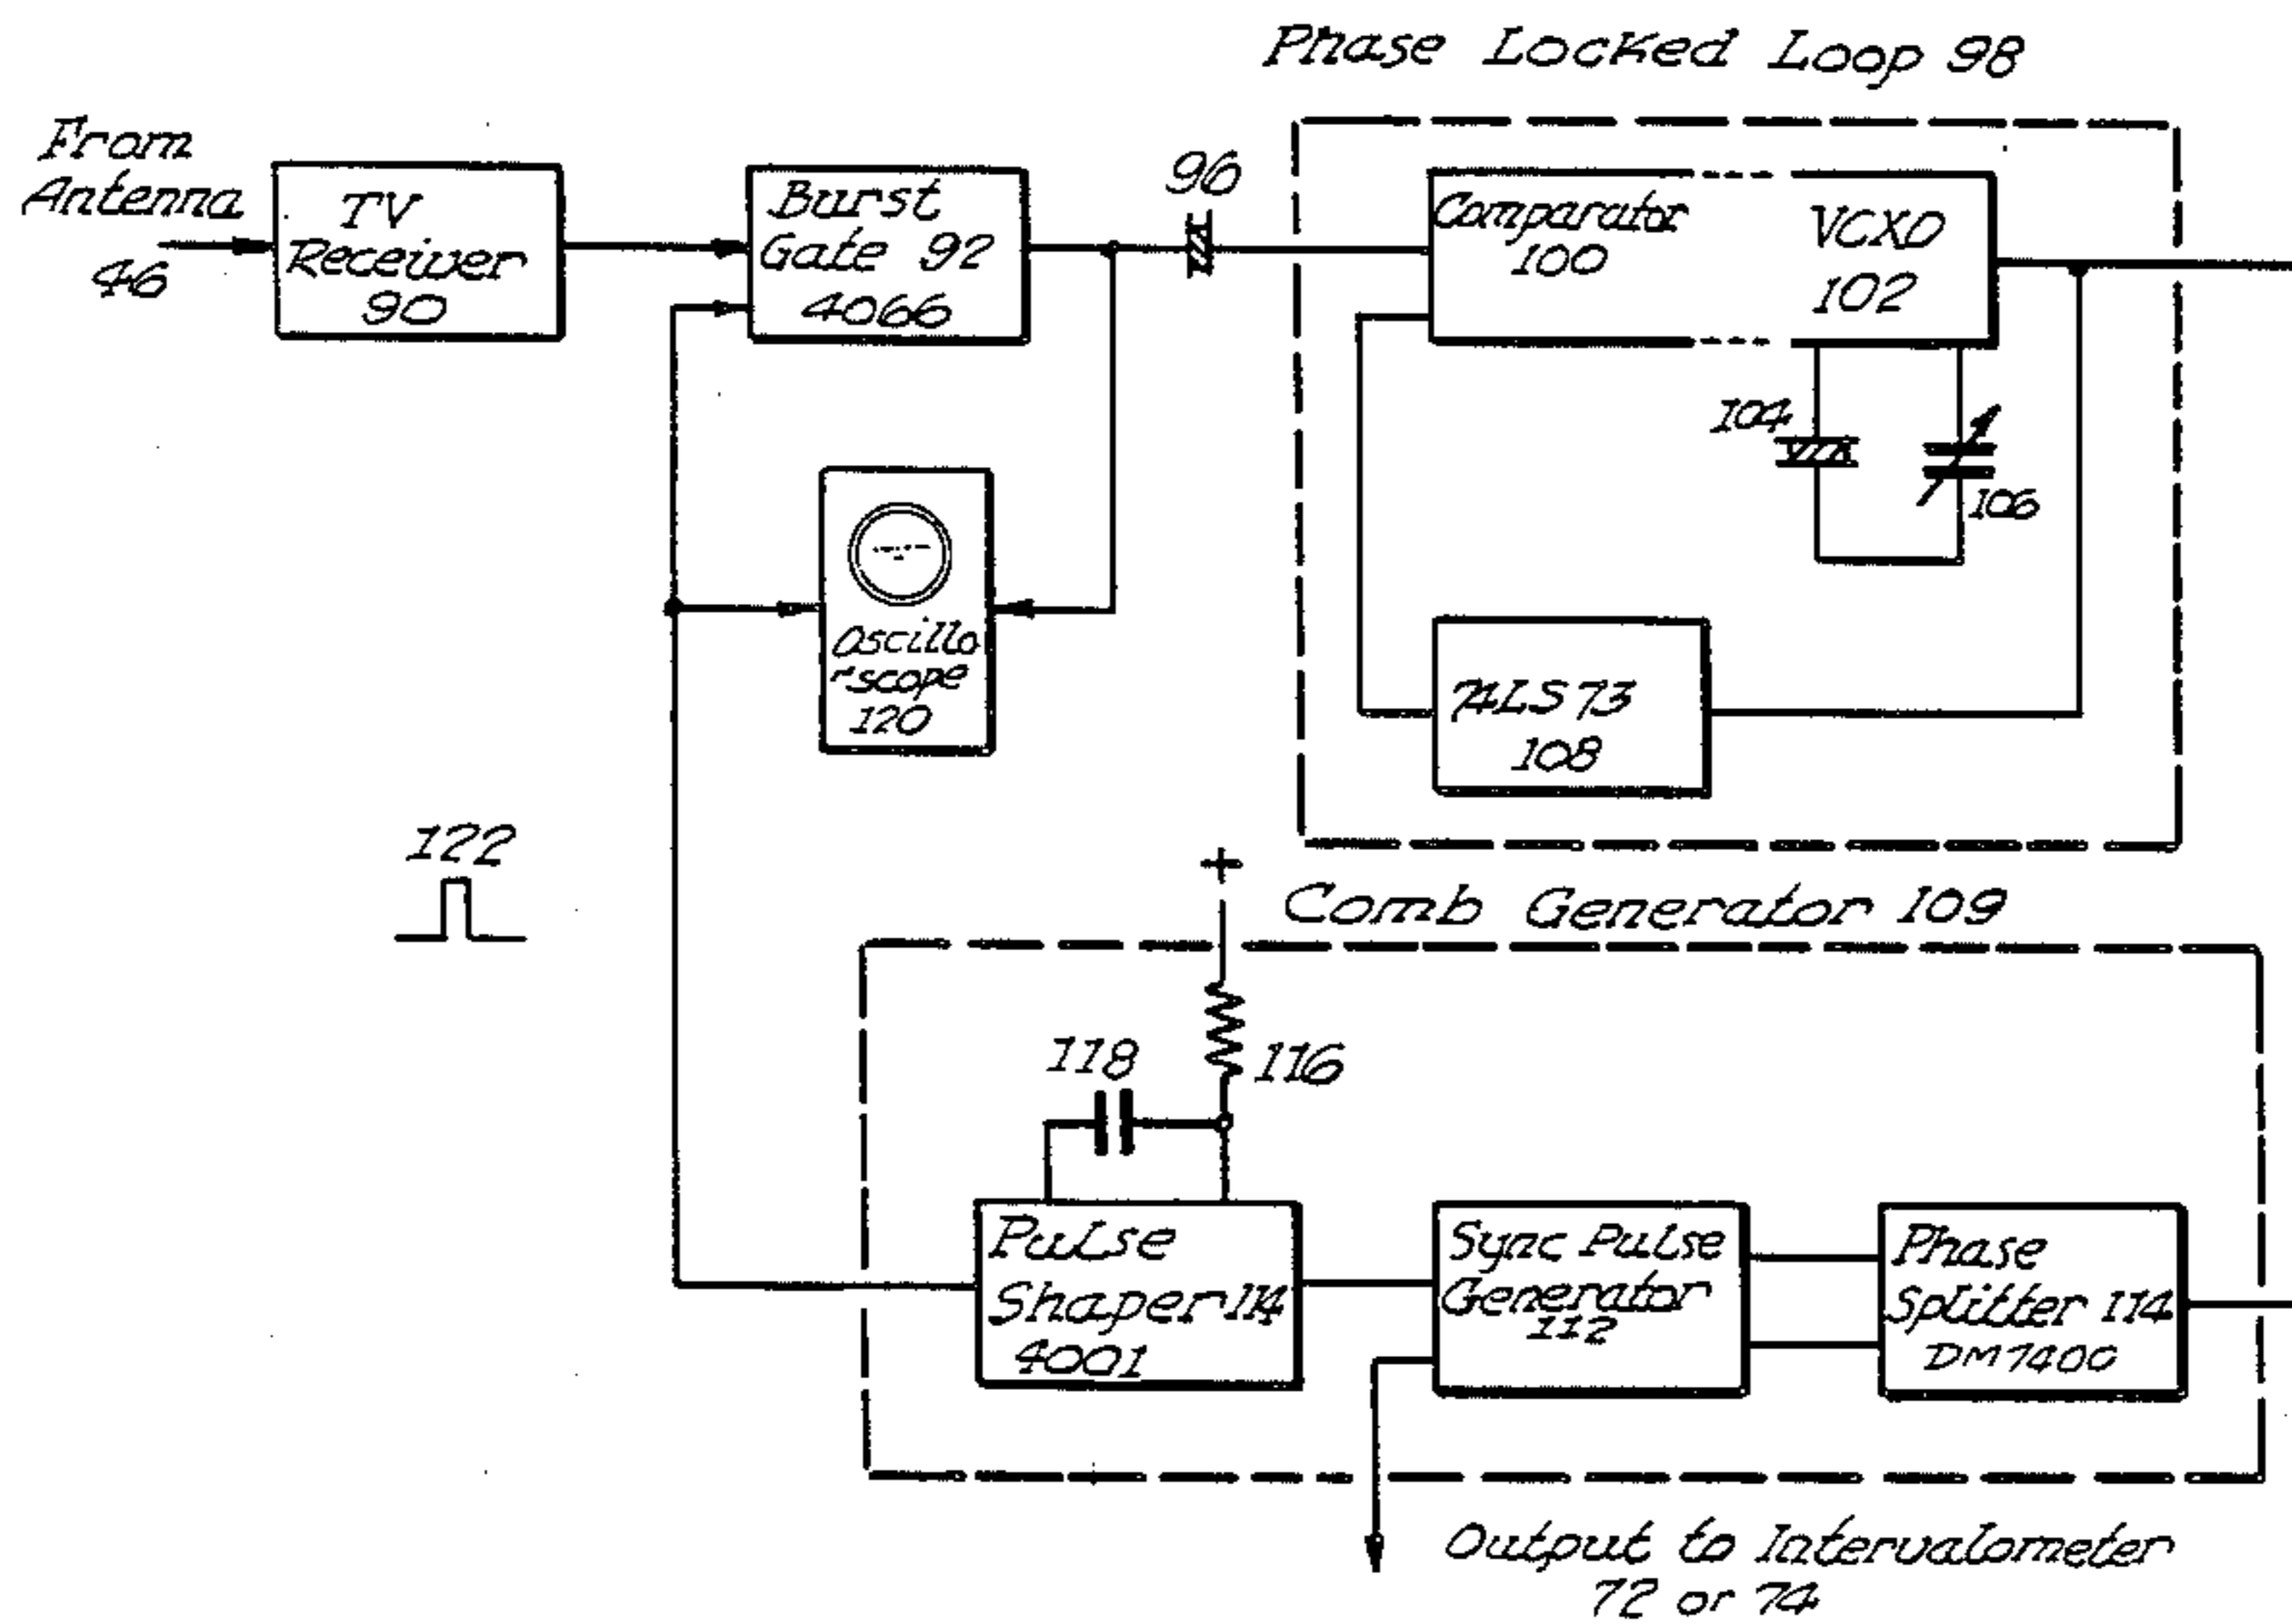 Phase Locked Loop 98
From
Antenna
46
TV
Receiver
90
Burst
Gate 92
4066
96
Comparator
100
VCXO
102
104
106
Oscillo
scope
120
74LS73
108
122
+
Comb Generator 109
118
116
Pulse
Shaper 114
4001
Sync Pulse
Generator
112
Phase
Splitter 114
DM7400
Output to Intervalometer
72 or 74